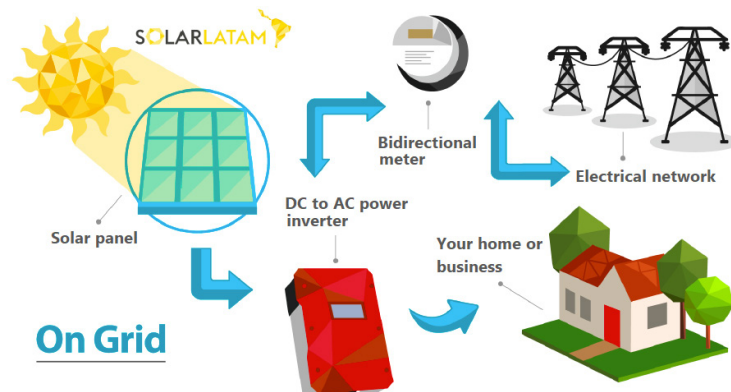 SOLARLATAM
Bidirectional
meter
Electrical network
DC to AC power
inverter
Solar panel
Your home or
business
On Grid